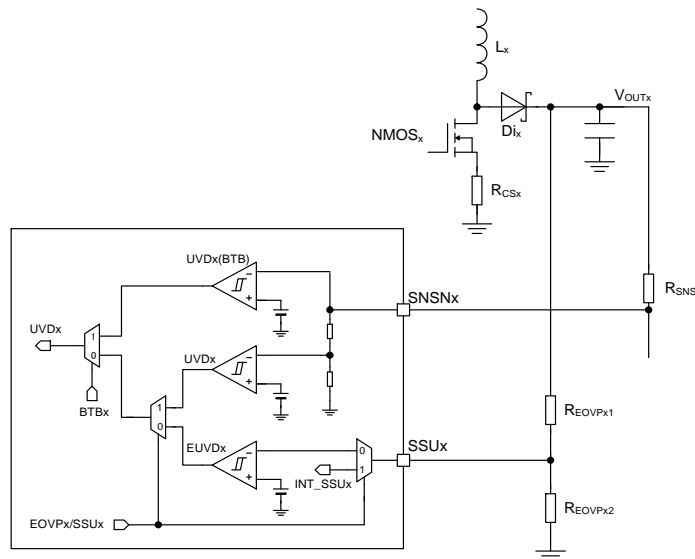 Lx
VOUTx
Dix
NMOSx
RCSx
UVDx(BTB)
SNSNx
RSNS
UVDx
1
0
UVDx
BTBx
1
0
REOVPx1
EUVDx
SSUx
0
1
INT_SSUx
REOVPx2
EOVPx/SSUx